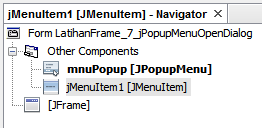 jMenuItem1 [JMenuItem] - Navigator
Form LatihanFrame_7_jPopupMenuOpenDialog
Other Components
mnuPopup [JPopupMenu]
jMenuItem1 [JMenuItem]
[JFrame]